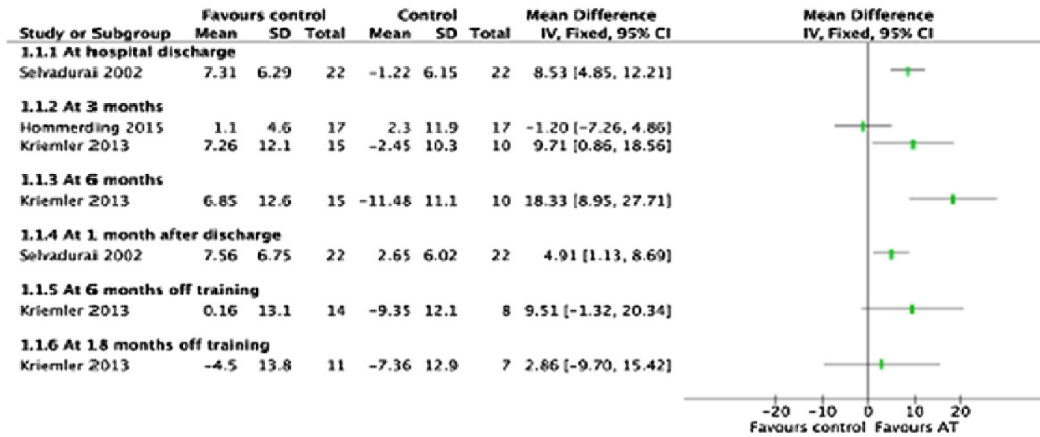 Favours control Control Mean Difference Mean Difference
Study or Subgroup Mean SD Total Mean SD Total IV, Fixed, 95% CI IV, Fixed, 95% CI
1.1.1 At hospital discharge
Selvadurai 2002 7.31 6.29 22 -1.22 6.15 22 8.53 [4.85, 12.21]
1.1.2 At 3 months
Hommerding 2015 1.1 4.6 17 2.3 11.9 17 -1.20 [-7.26, 4.86]
Kriemler 2013 7.26 12.1 15 -2.45 10.3 10 9.71 [0.86, 18.56]
1.1.3 At 6 months
Kriemler 2013 6.85 12.6 15 -11.48 11.1 10 18.33 [8.95, 27.71]
1.1.4 At 1 month after discharge
Selvadurai 2002 7.56 6.75 22 2.65 6.02 22 4.91 [1.13, 8.69]
1.1.5 At 6 months off training
Kriemler 2013 0.16 13.1 14 -9.35 12.1 8 9.51 [-1.32, 20.34]
1.1.6 At 18 months off training
Kriemler 2013 -4.5 13.8 11 -7.36 12.9 7 2.86 [-9.70, 15.42]
-20 -10 0 10 20
Favours control Favours AT